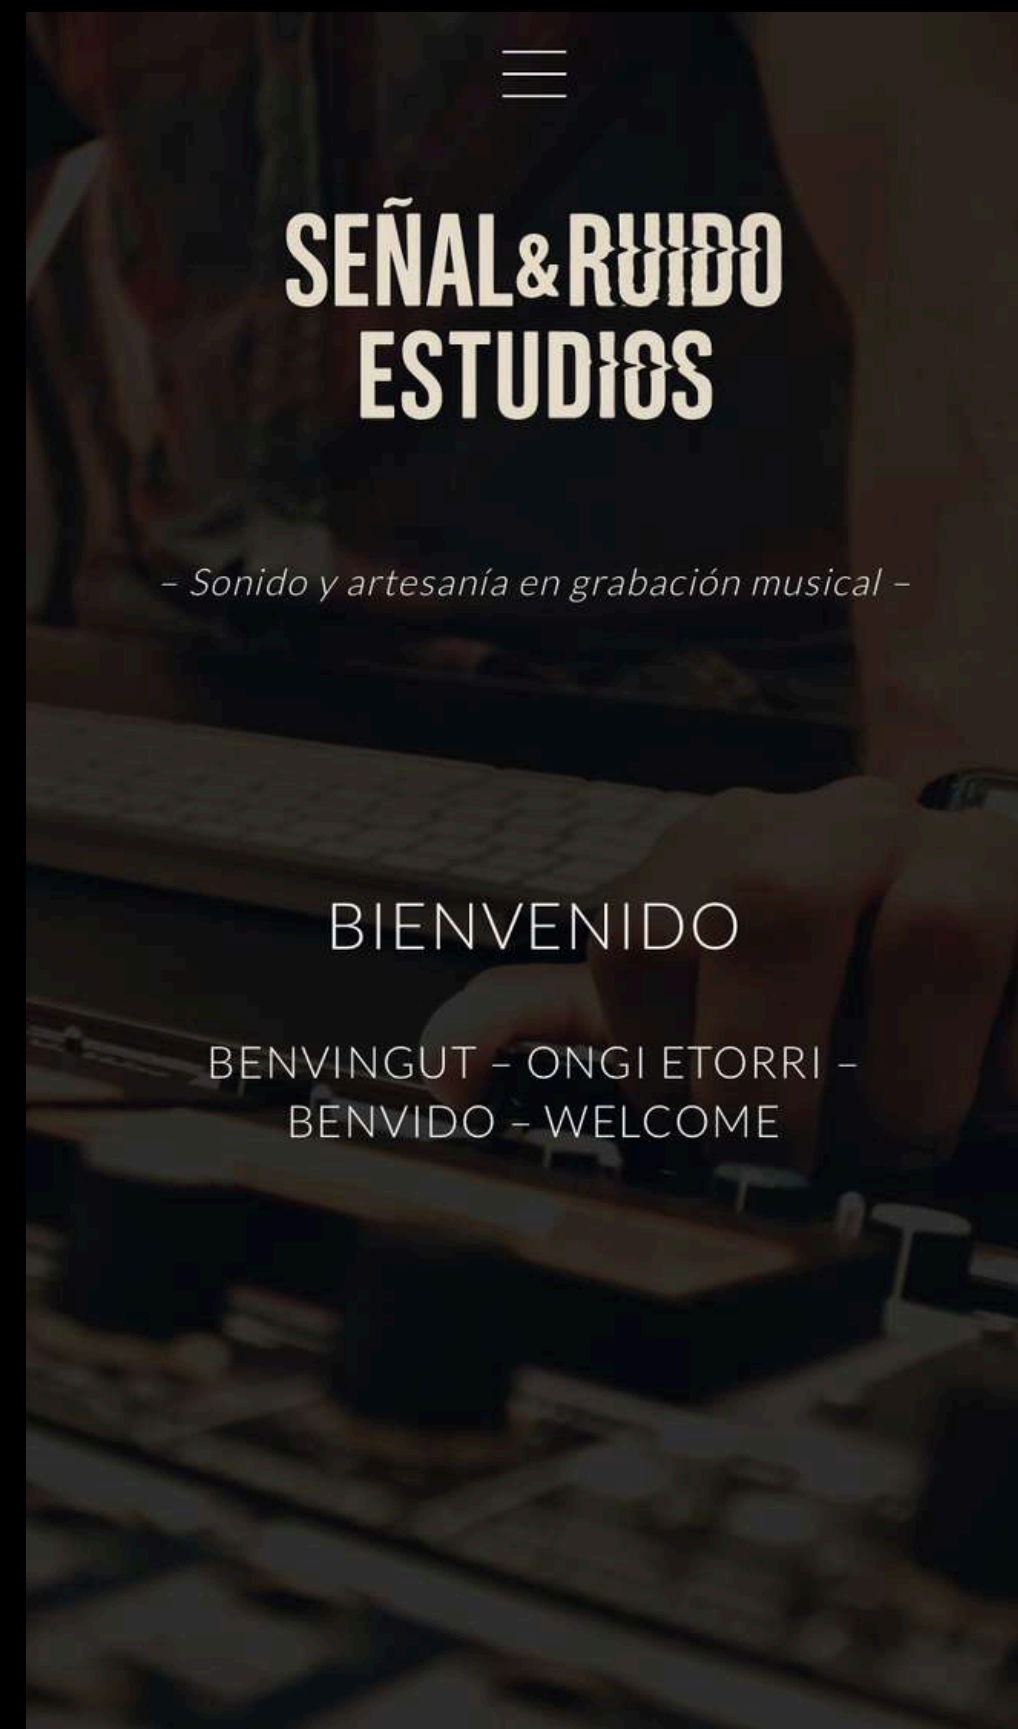 SEÑAL&RUIDO
ESTUDIOS
– Sonido y artesanía en grabación musical –
BIENVENIDO
BENVINGUT – ONGI ETORRI –
BENVIDO – WELCOME